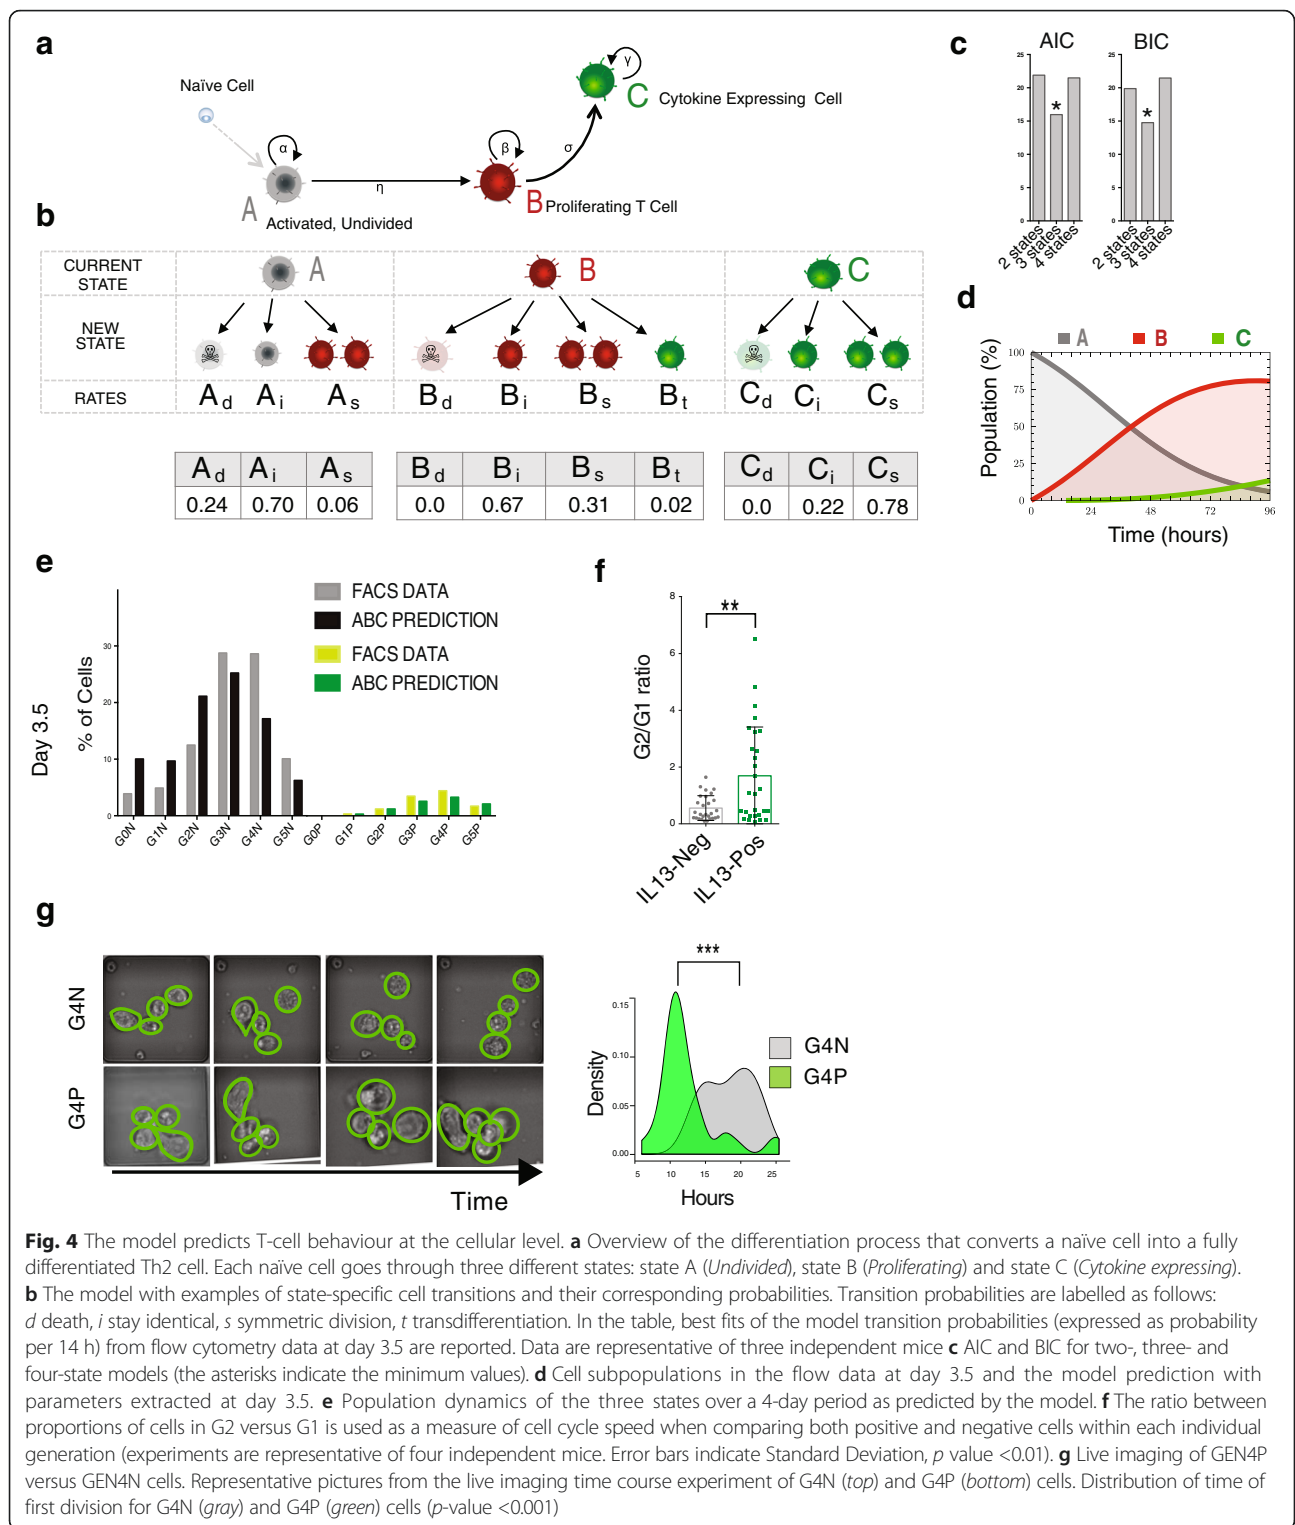 a
Naïve Cell
α
A
Activated, Undivided
η
β
B Proliferating T Cell
σ
γ
C Cytokine Expressing Cell
b
CURRENT STATE
A
B
C
NEW STATE
RATES
Ad Ai As
Bd Bi Bs Bt
Cd Ci Cs
Ad Ai As
0.24 0.70 0.06
Bd Bi Bs Bt
0.0 0.67 0.31 0.02
Cd Ci Cs
0.0 0.22 0.78
c
AIC
25
20
15
10
5
0
*
2 states
3 states
4 states
BIC
25
20
15
10
5
0
*
2 states
3 states
4 states
d
A B C
Population (%)
100
75
50
25
0
0 24 48 72 96
Time (hours)
e
Day 3.5
% of Cells
30
20
10
0
FACS DATA
ABC PREDICTION
FACS DATA
ABC PREDICTION
G0N G1N G2N G3N G4N G5N G0P G1P G2P G3P G4P G5P
f
G2/G1 ratio
8
6
4
2
0
**
IL13-Neg
IL13-Pos
g
G4N
G4P
Time
***
Density
0.15
0.10
0.05
0.00
5 10 15 20 25
Hours
G4N
G4P
Fig. 4 The model predicts T-cell behaviour at the cellular level. a Overview of the differentiation process that converts a naïve cell into a fully
differentiated Th2 cell. Each naïve cell goes through three different states: state A (Undivided), state B (Proliferating) and state C (Cytokine expressing).
b The model with examples of state-specific cell transitions and their corresponding probabilities. Transition probabilities are labelled as follows:
d death, i stay identical, s symmetric division, t transdifferentiation. In the table, best fits of the model transition probabilities (expressed as probability
per 14 h) from flow cytometry data at day 3.5 are reported. Data are representative of three independent mice c AIC and BIC for two-, three- and
four-state models (the asterisks indicate the minimum values). d Cell subpopulations in the flow data at day 3.5 and the model prediction with
parameters extracted at day 3.5. e Population dynamics of the three states over a 4-day period as predicted by the model. f The ratio between
proportions of cells in G2 versus G1 is used as a measure of cell cycle speed when comparing both positive and negative cells within each individual
generation (experiments are representative of four independent mice. Error bars indicate Standard Deviation, p value <0.01). g Live imaging of GEN4P
versus GEN4N cells. Representative pictures from the live imaging time course experiment of G4N (top) and G4P (bottom) cells. Distribution of time of
first division for G4N (gray) and G4P (green) cells (p-value <0.001)